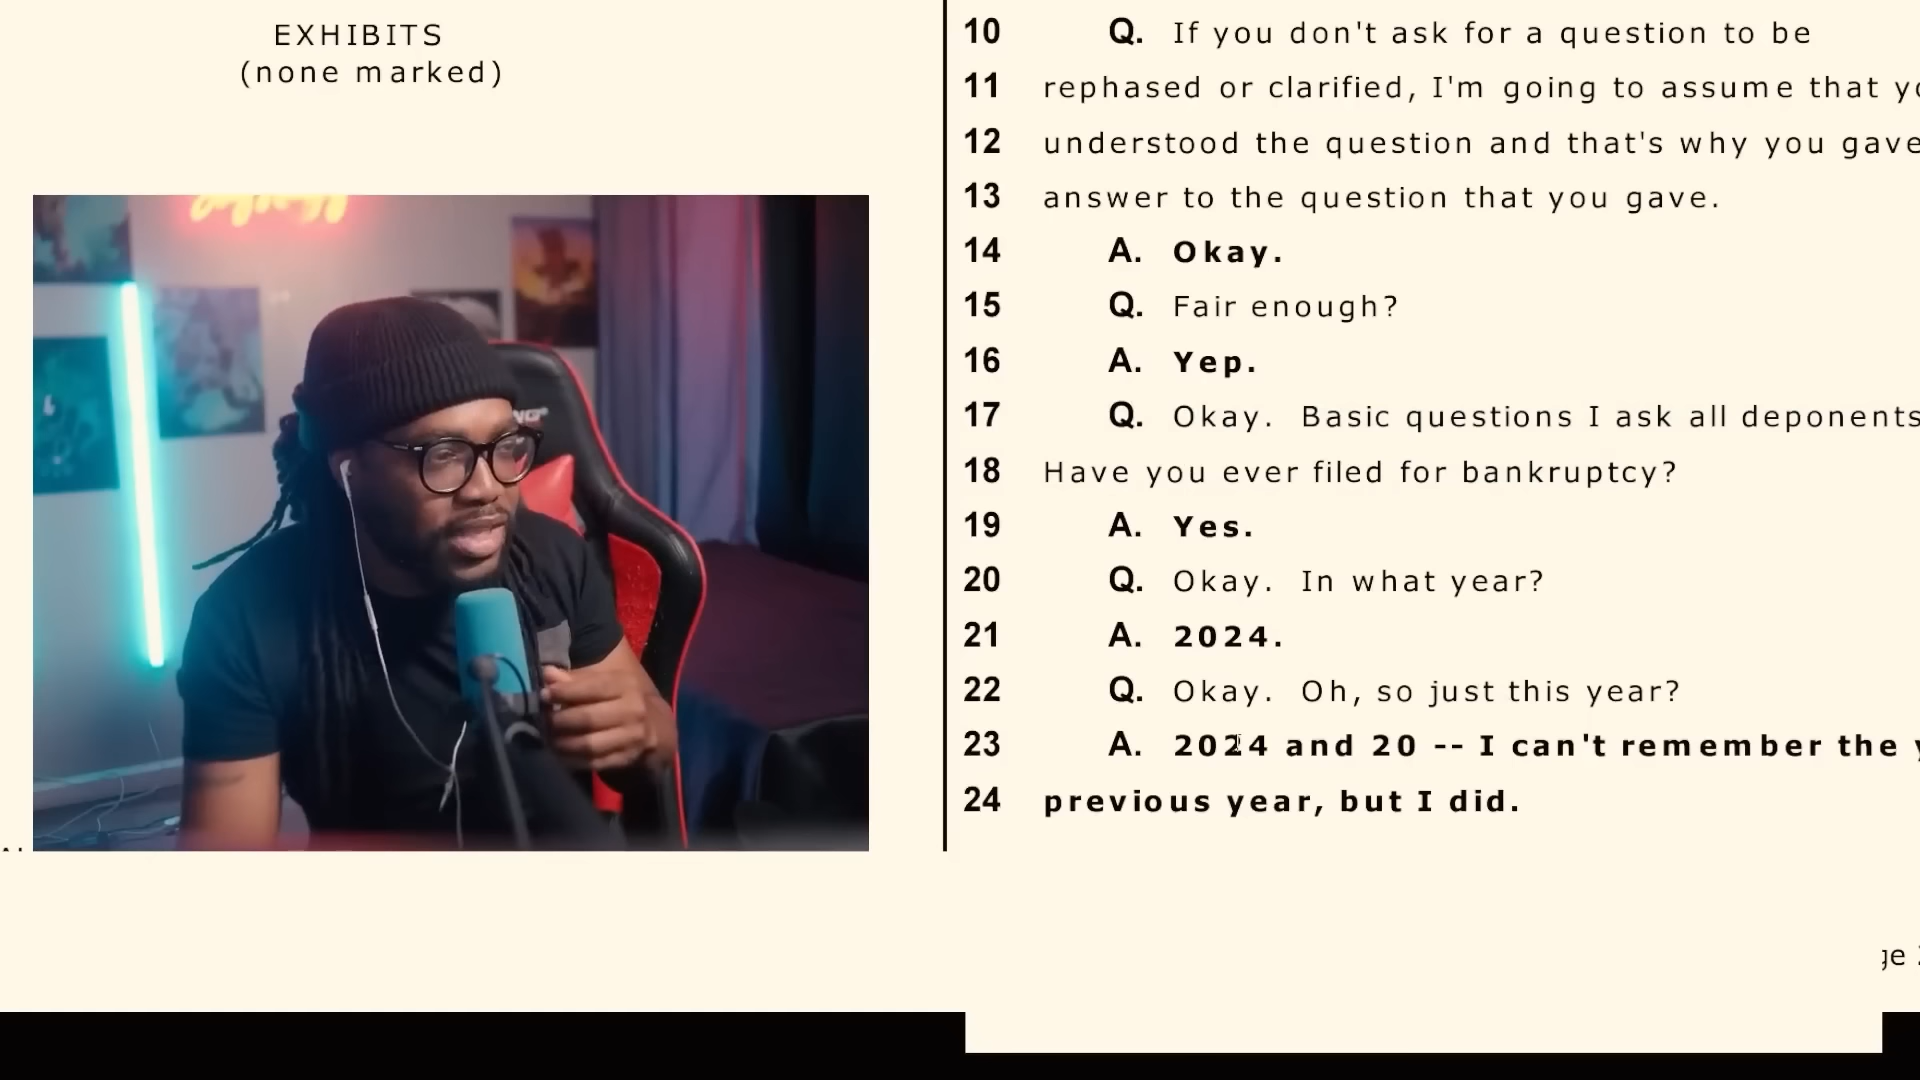 EXHIBITS
(none marked)
10 Q. If you don't ask for a question to be
11 rephased or clarified, I'm going to assume that
12 understood the question and that's why you gave
13 answer to the question that you gave.
14 A. Okay.
15 Q. Fair enough?
16 A. Yep.
17 Q. Okay. Basic questions I ask all deponents
18 Have you ever filed for bankruptcy?
19 A. Yes.
20 Q. Okay. In what year?
21 A. 2024.
22 Q. Okay. Oh, so just this year?
23 A. 2024 and 20 -- I can't remember the
24 previous year, but I did.